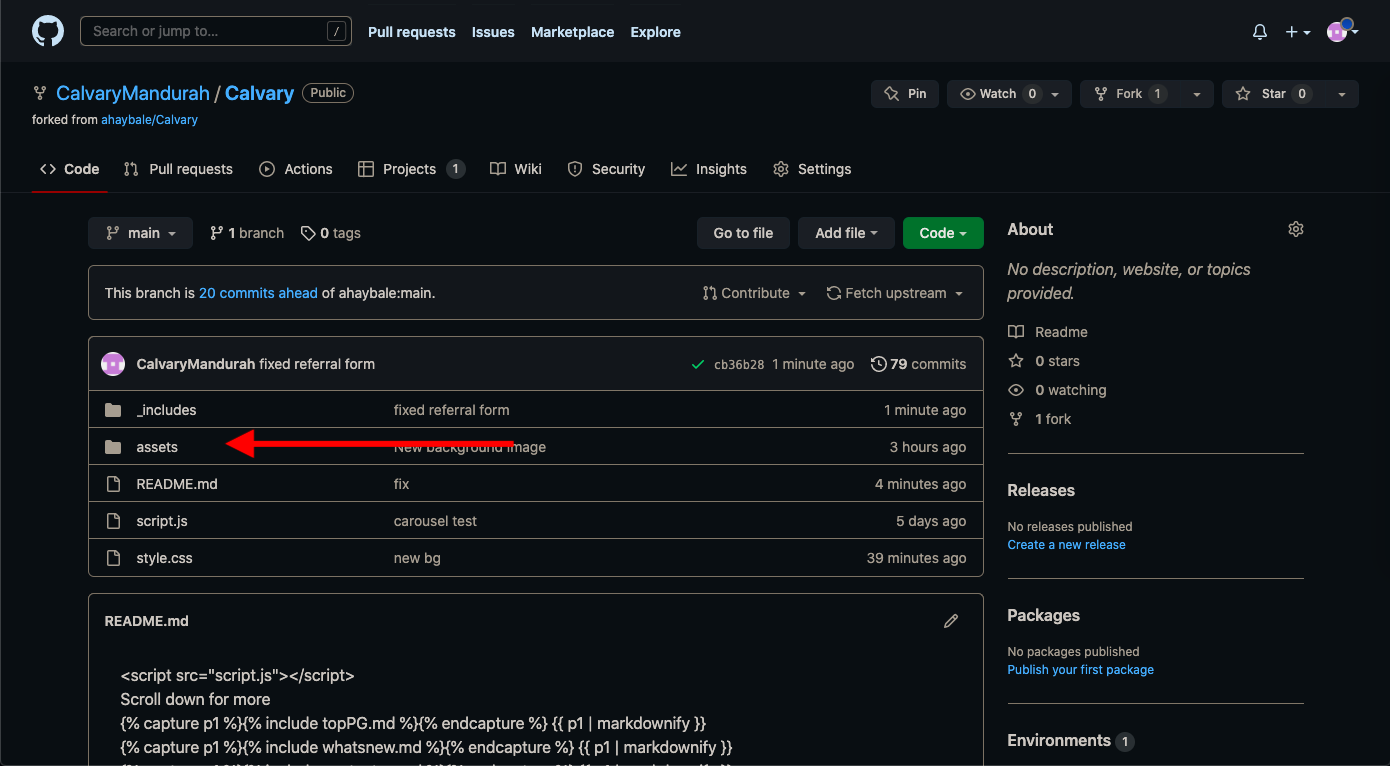 Search or jump to... / Pull requests Issues Marketplace Explore
CalvaryMandurah / Calvary Public Pin Watch 0 Fork 1 Star 0
forked from ahaybale/Calvary
Code Pull requests Actions Projects 1 Wiki Security Insights Settings
main 1 branch 0 tags Go to file Add file Code
About
No description, website, or topics
provided.
This branch is 20 commits ahead of ahaybale:main. Contribute Fetch upstream
Readme
0 stars
0 watching
1 fork
CalvaryMandurah fixed referral form cb36b28 1 minute ago 79 commits
_includes fixed referral form 1 minute ago
assets New background image 3 hours ago
README.md fix 4 minutes ago
script.js carousel test 5 days ago
style.css new bg 39 minutes ago
Releases
No releases published
Create a new release
Packages
No packages published
Publish your first package
Environments 1
README.md
<script src="script.js"></script>
Scroll down for more
{% capture p1 %}{% include topPG.md %}{% endcapture %} {{ p1 | markdownify }}
{% capture p1 %}{% include whatsnew.md %}{% endcapture %} {{ p1 | markdownify }}